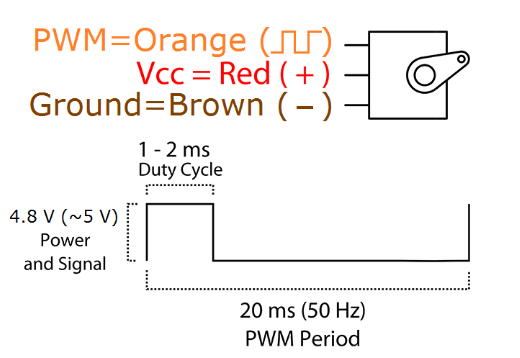 PWM=Orange (⎍⎍)
Vcc = Red ( + )
Ground=Brown ( − )
1 - 2 ms
Duty Cycle
4.8 V (~5 V)
Power
and Signal
20 ms (50 Hz)
PWM Period